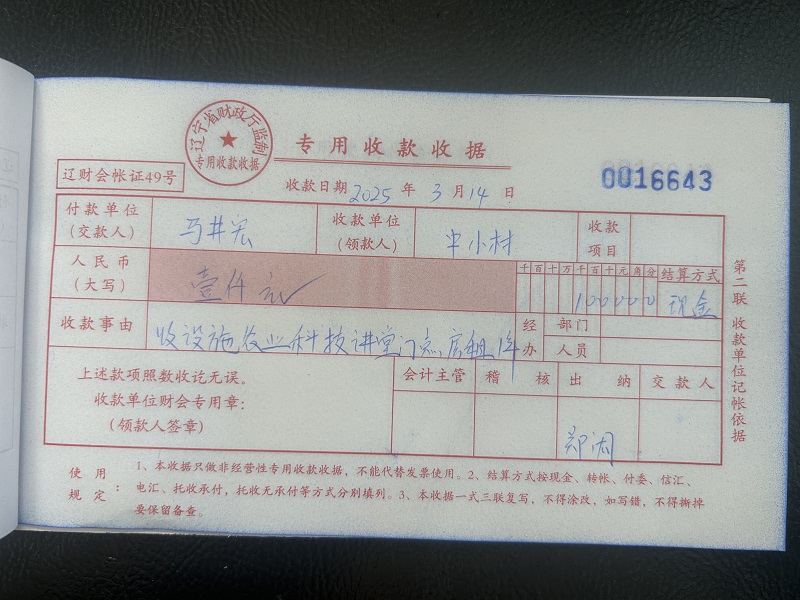 辽宁省财政厅监制
专用收款收据
专用收款收据
0016643
辽财会帐证49号
收款日期 2025 年 3 月 14 日
付款单位 (交款人) 马井宏 收款单位 (领款人) 小村 收款项目
人民币 (大写) 壹仟元 千百十万千百十元角分 结算方式
100000 现金
收款事由 收设施农业科技讲堂门点房租1年 经办 部门
人员
上述款项照数收讫无误。 会计主管 稽核 出纳 交款人
收款单位财会专用章:
(领款人签章) 郑
第二联 收款单位记帐依据
使用规定: 1、本收据只做非经营性专用收款收据,不能代替发票使用。2、结算方式按现金、转帐、付委、信汇、
电汇、托收承付,托收无承付等方式分别填列。3、本收据一式三联复写,不得涂改,如写错,不得撕掉
要保留备查。